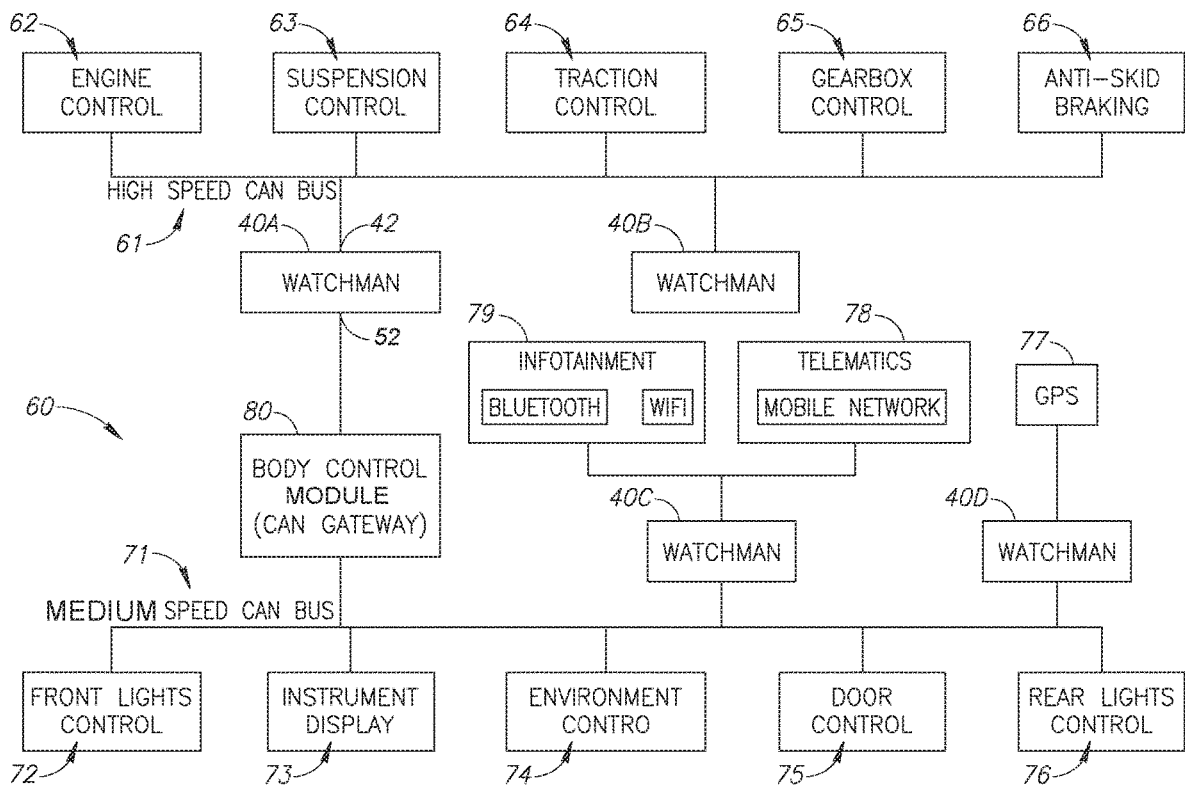 62
63
64
65
66
ENGINE
CONTROL
SUSPENSION
CONTROL
TRACTION
CONTROL
GEARBOX
CONTROL
ANTI-SKID
BRAKING
HIGH SPEED CAN BUS
61
40A
42
WATCHMAN
52
40B
WATCHMAN
79
INFOTAINMENT
BLUETOOTH
WIFI
78
TELEMATICS
MOBILE NETWORK
77
GPS
60
80
BODY CONTROL
MODULE
(CAN GATEWAY)
40C
WATCHMAN
40D
WATCHMAN
71
MEDIUM SPEED CAN BUS
FRONT LIGHTS
CONTROL
INSTRUMENT
DISPLAY
ENVIRONMENT
CONTRO
DOOR
CONTROL
REAR LIGHTS
CONTROL
72
73
74
75
76